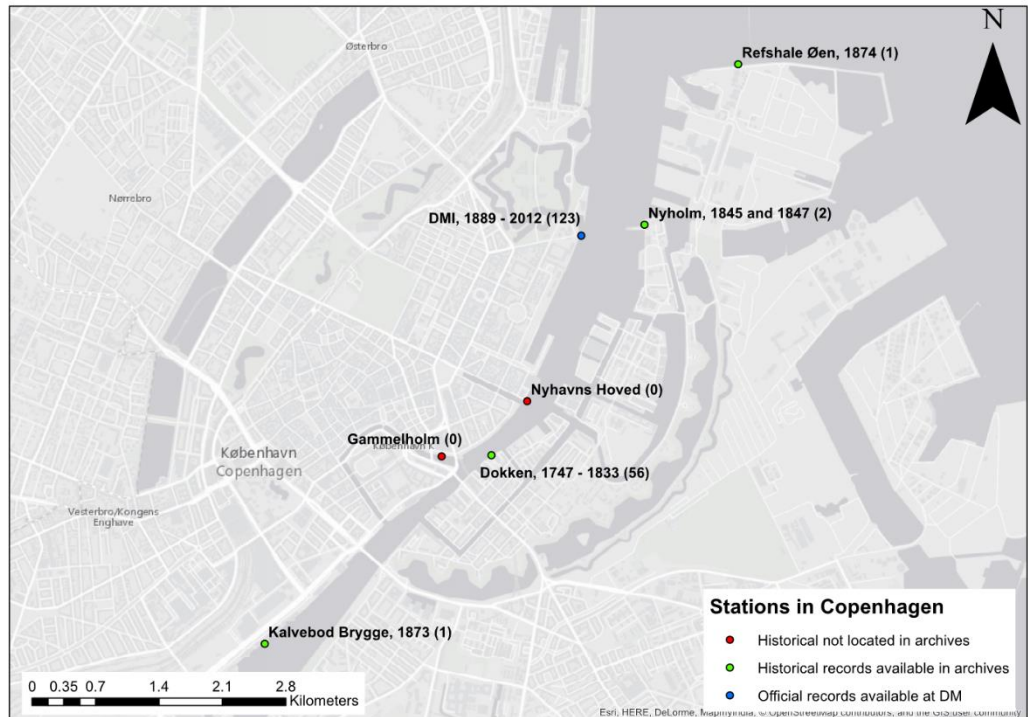 N
Østerbro
Refshale Øen, 1874 (1)
Nørrebro
DMI, 1889 - 2012 (123)
Nyholm, 1845 and 1847 (2)
Nyhavns Hoved (0)
Gammelholm (0)
København K
København
Copenhagen
Dokken, 1747 - 1833 (56)
Vesterbro/Kongens
Enghave
Kalvebod Brygge, 1873 (1)
Stations in Copenhagen
Historical not located in archives
Historical records available in archives
Official records available at DM
0 0.35 0.7 1.4 2.1 2.8
Kilometers
Esri, HERE, DeLorme, MapmyIndia, © OpenStreetMap contributors, and the GIS user community